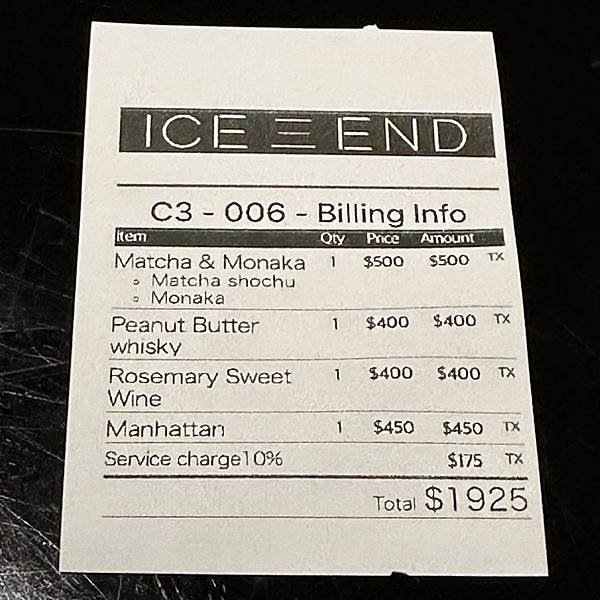 ICE 三 END
C3 - 006 - Billing Info
Item Qty Price Amount
Matcha & Monaka 1 $500 $500 TX
Matcha shochu
Monaka
Peanut Butter 1 $400 $400 TX
whisky
Rosemary Sweet 1 $400 $400 TX
Wine
Manhattan 1 $450 $450 TX
Service charge10% $175 TX
Total $1925